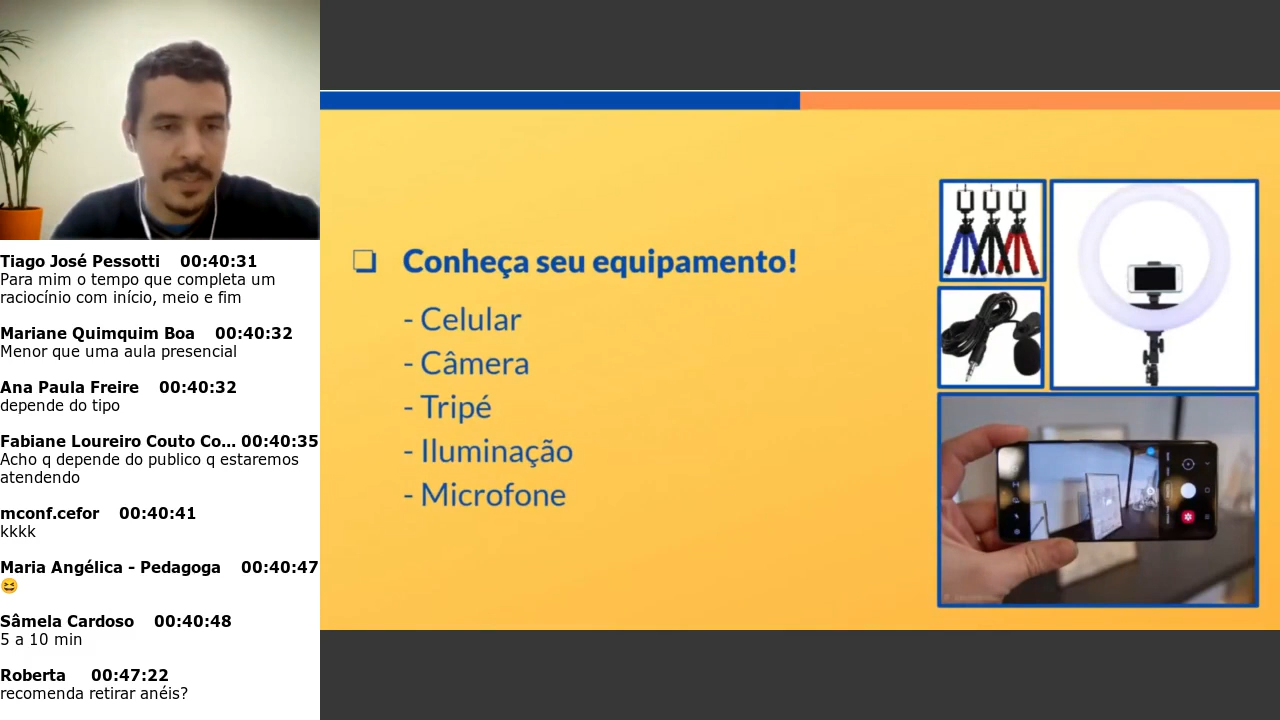 Tiago José Pessotti 00:40:31
Para mim o tempo que completa um
raciocínio com início, meio e fim
Mariane Quimquim Boa 00:40:32
Menor que uma aula presencial
Ana Paula Freire 00:40:32
depende do tipo
Fabiane Loureiro Couto Co... 00:40:35
Acho q depende do publico q estaremos
atendendo
mconf.cefor 00:40:41
kkkk
Maria Angélica - Pedagoga 00:40:47
😆
Sâmela Cardoso 00:40:48
5 a 10 min
Roberta 00:47:22
recomenda retirar anéis?
❏ Conheça seu equipamento!
- Celular
- Câmera
- Tripé
- Iluminação
- Microfone